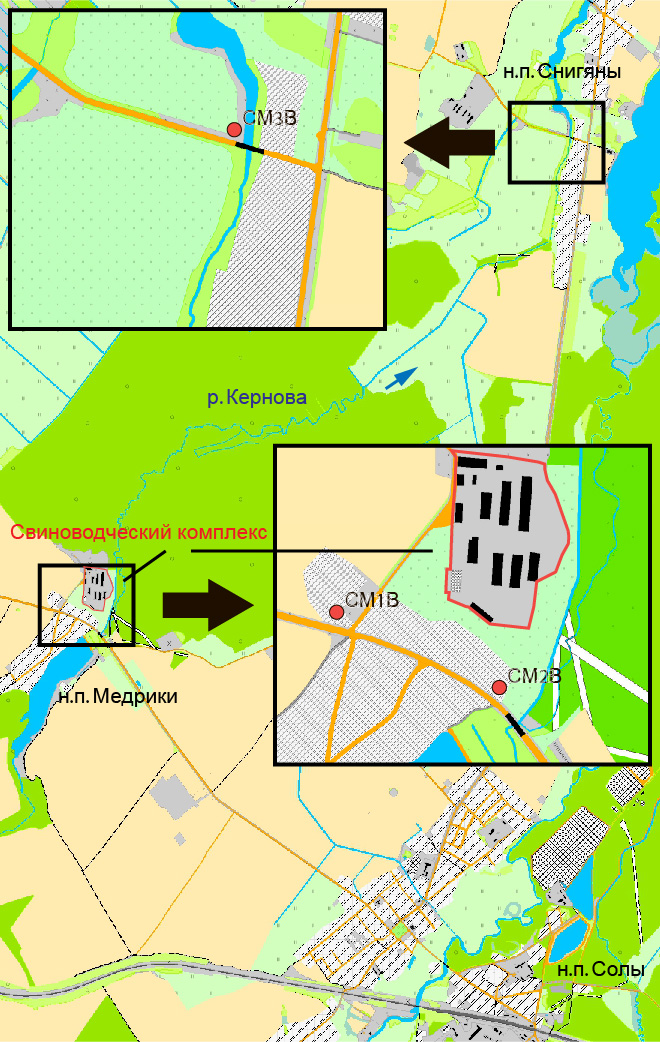 н.п. Снигяны
СМ3В
р. Кернова
Свиноводческий комплекс
СМ1В
СМ2В
н.п. Медрики
н.п. Солы